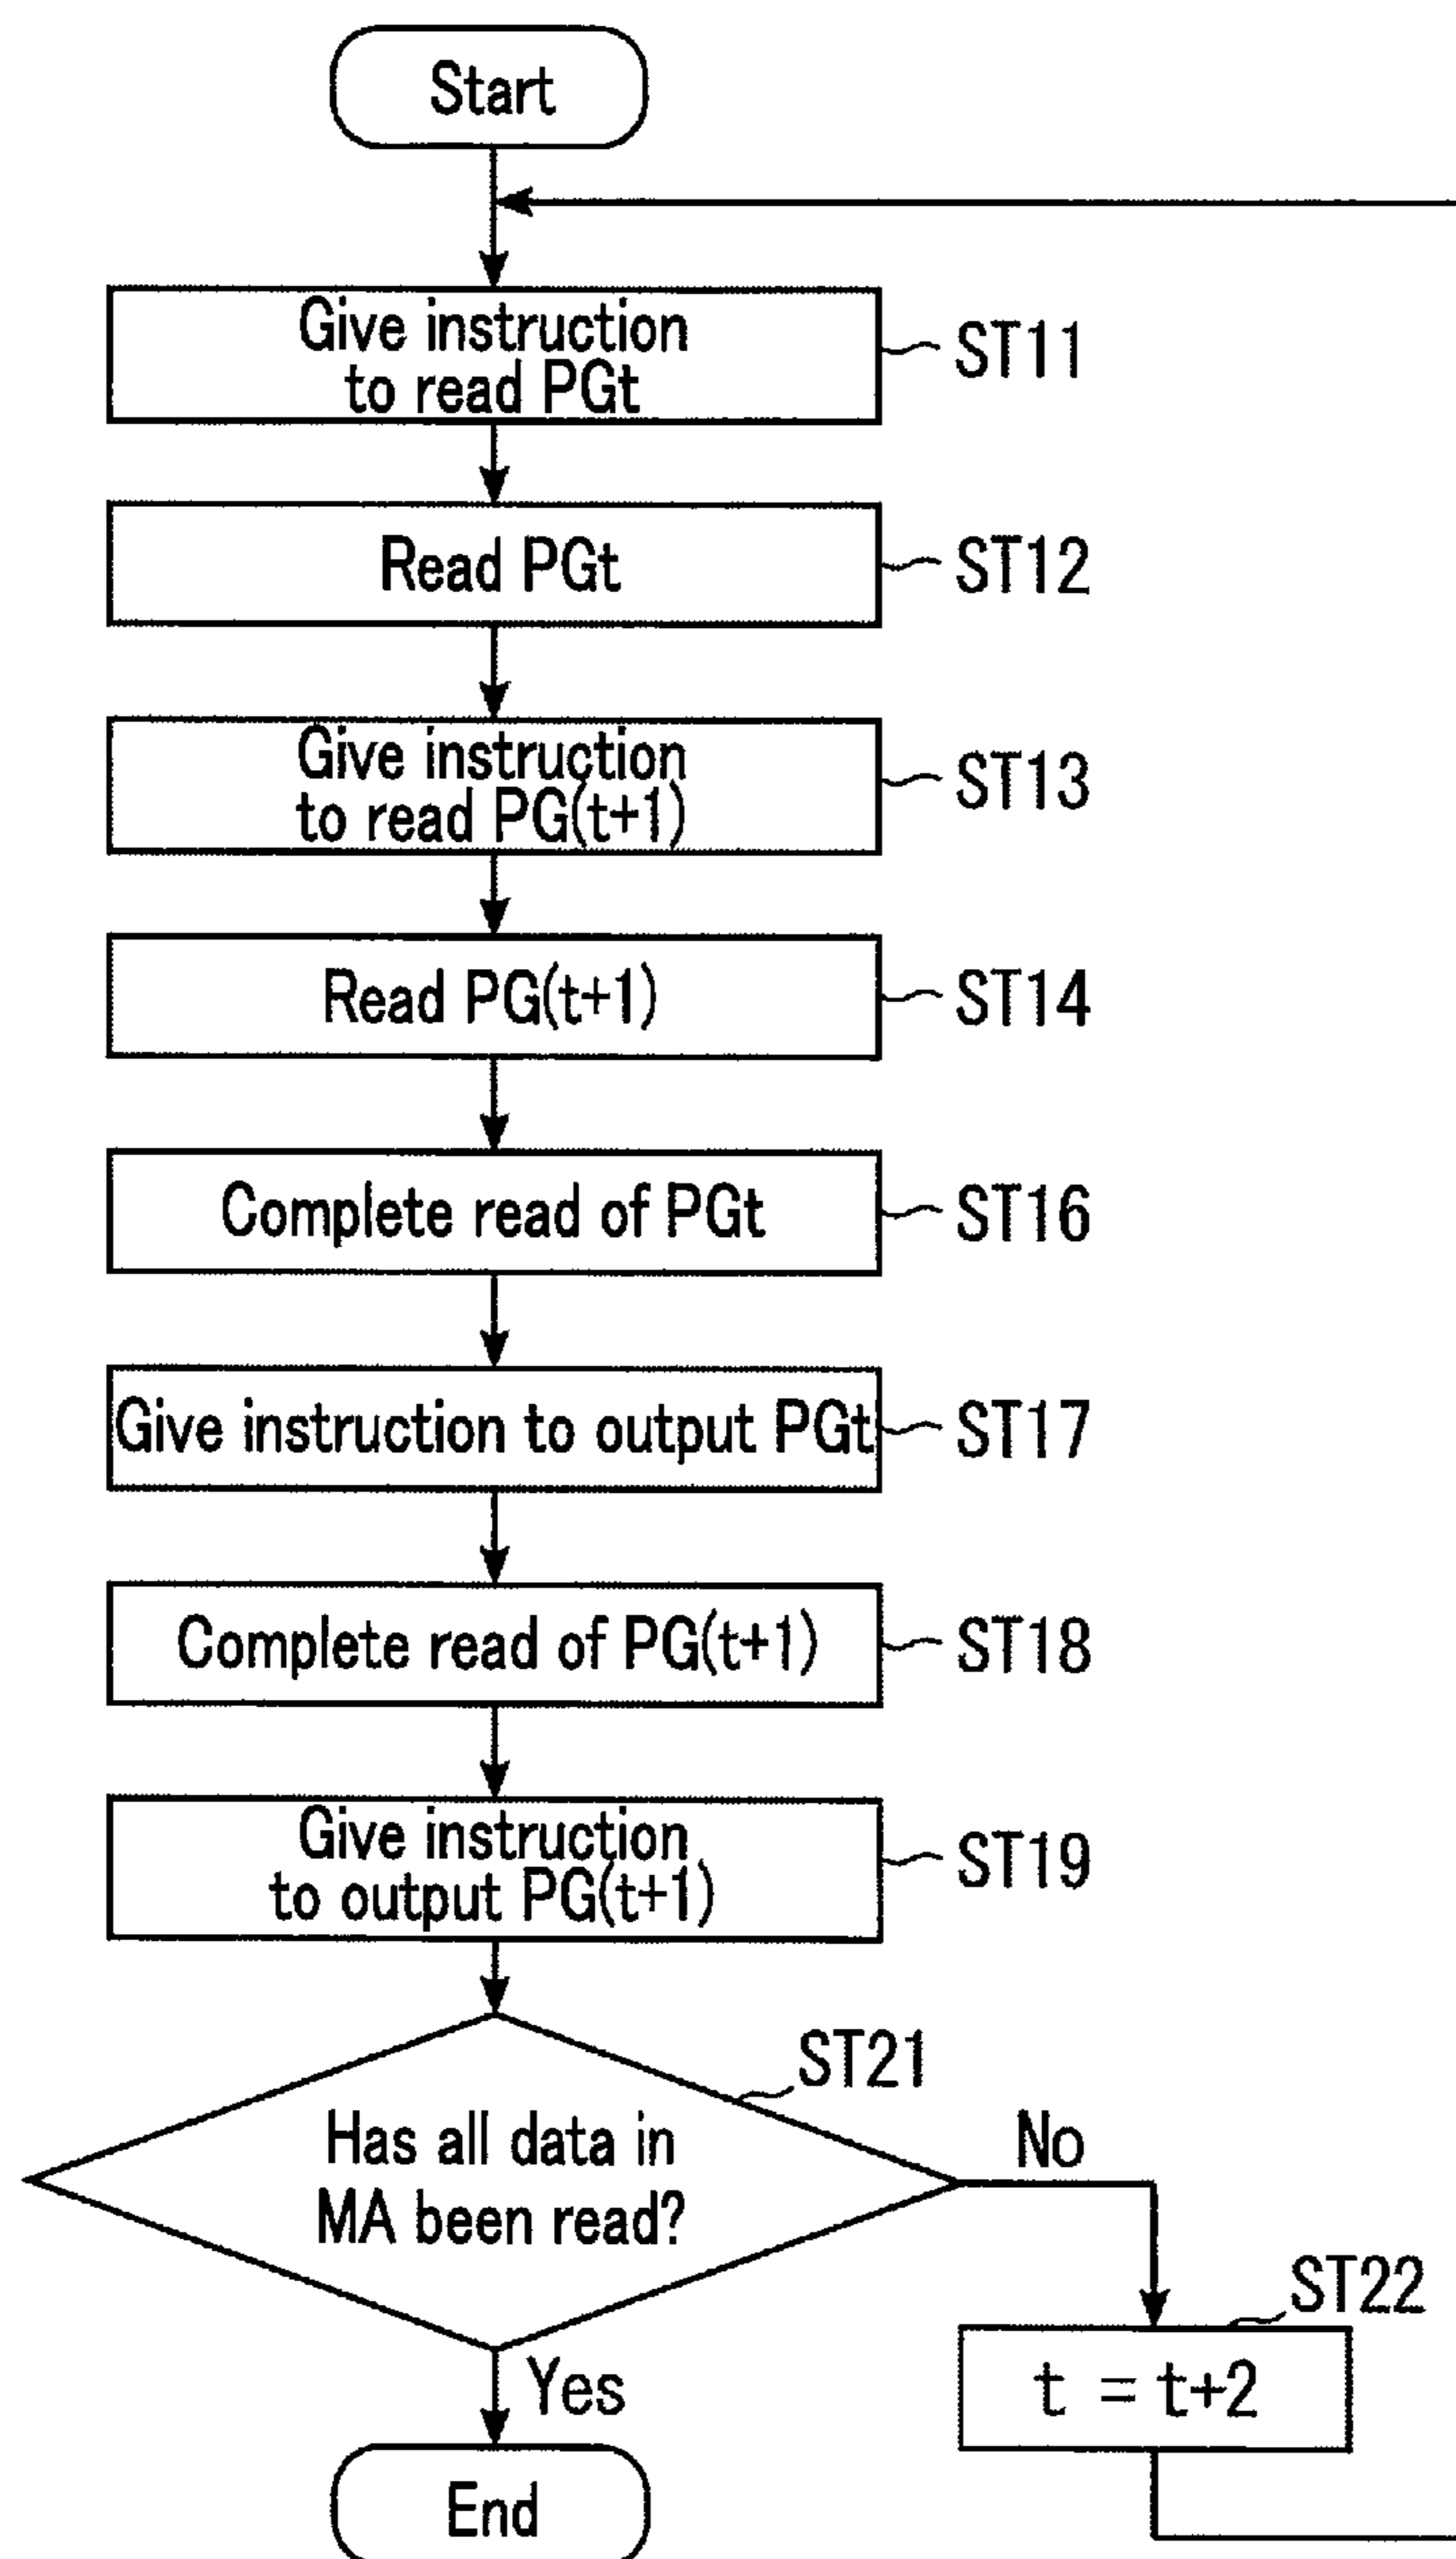 Start
Give instruction
to read PGt
ST11
Read PGt
ST12
Give instruction
to read PG(t+1)
ST13
Read PG(t+1)
ST14
Complete read of PGt
ST16
Give instruction to output PGt
ST17
Complete read of PG(t+1)
ST18
Give instruction
to output PG(t+1)
ST19
ST21
Has all data in
MA been read?
No
ST22
t = t+2
Yes
End